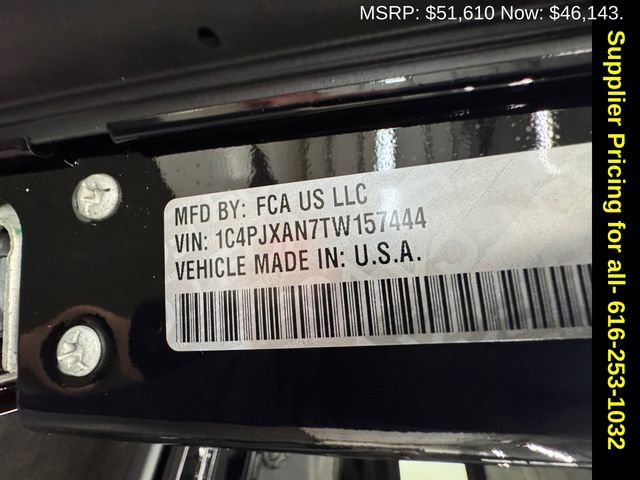 MSRP: $51,610 Now: $46,143.
Supplier Pricing for all- 616-253-1032
MFD BY: FCA US LLC
VIN: 1C4PJXAN7TW157444
VEHICLE MADE IN: U.S.A.